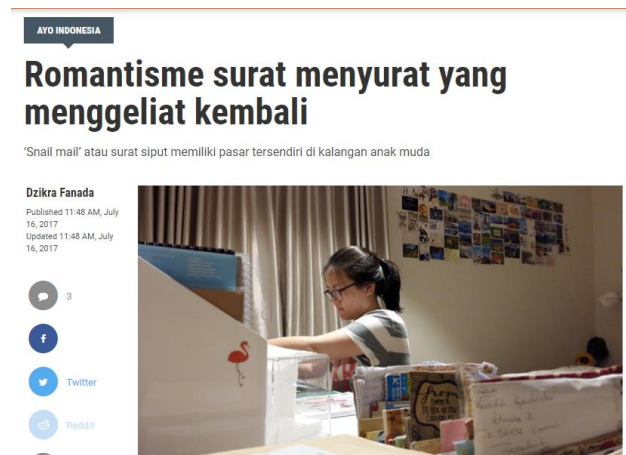 AYO INDONESIA
Romantisme surat menyurat yang
menggeliat kembali
'Snail mail' atau surat siput memiliki pasar tersendiri di kalangan anak muda
Dzikra Fanada
Published 11:48 AM, July
16, 2017
Updated 11:48 AM, July
16, 2017
3
f
Twitter
Reddit
from